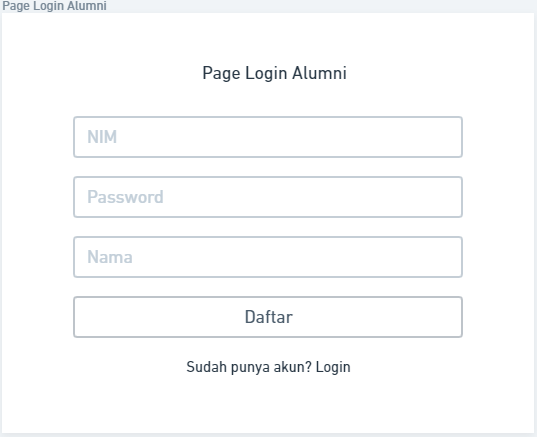 Page Login Alumni
Page Login Alumni
NIM
Password
Nama
Daftar
Sudah punya akun? Login